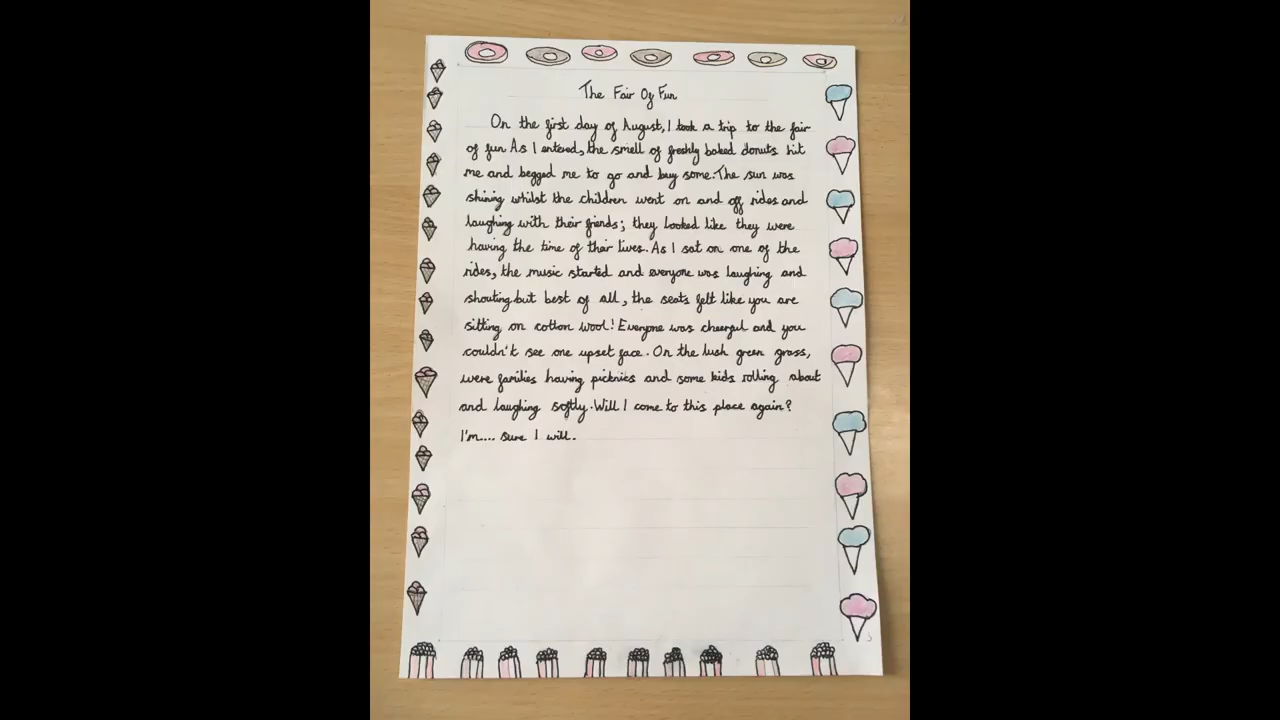 The Fair Of Fun
On the first day of August, I took a trip to the fair
of fun As I entered, the smell of freshly baked donuts hit
me and begged me to go and buy some. The sun was
shining whilst the children went on and off rides and
laughing with their friends; they looked like they were
having the time of their lives. As I sat on one of the
rides, the music started and everyone was laughing and
shouting but best of all, the seats felt like you are
sitting on cotton wool! Everyone was cheerful and you
couldn't see one upset face. On the lush green grass,
were families having picknics and some kids rolling about
and laughing softly. Will I come to this place again?
I'm.... sure I will.